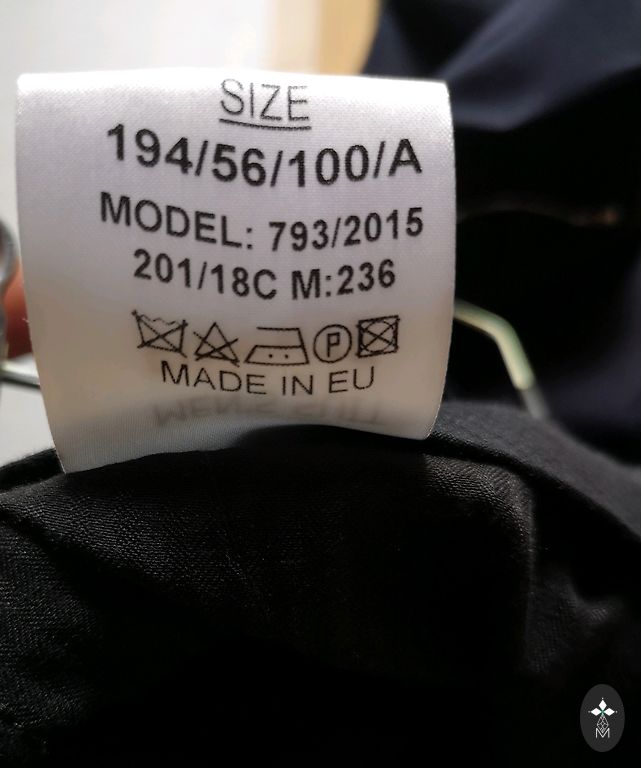 SIZE
194/56/100/A
MODEL: 793/2015
201/18C M:236
P
MADE IN EU